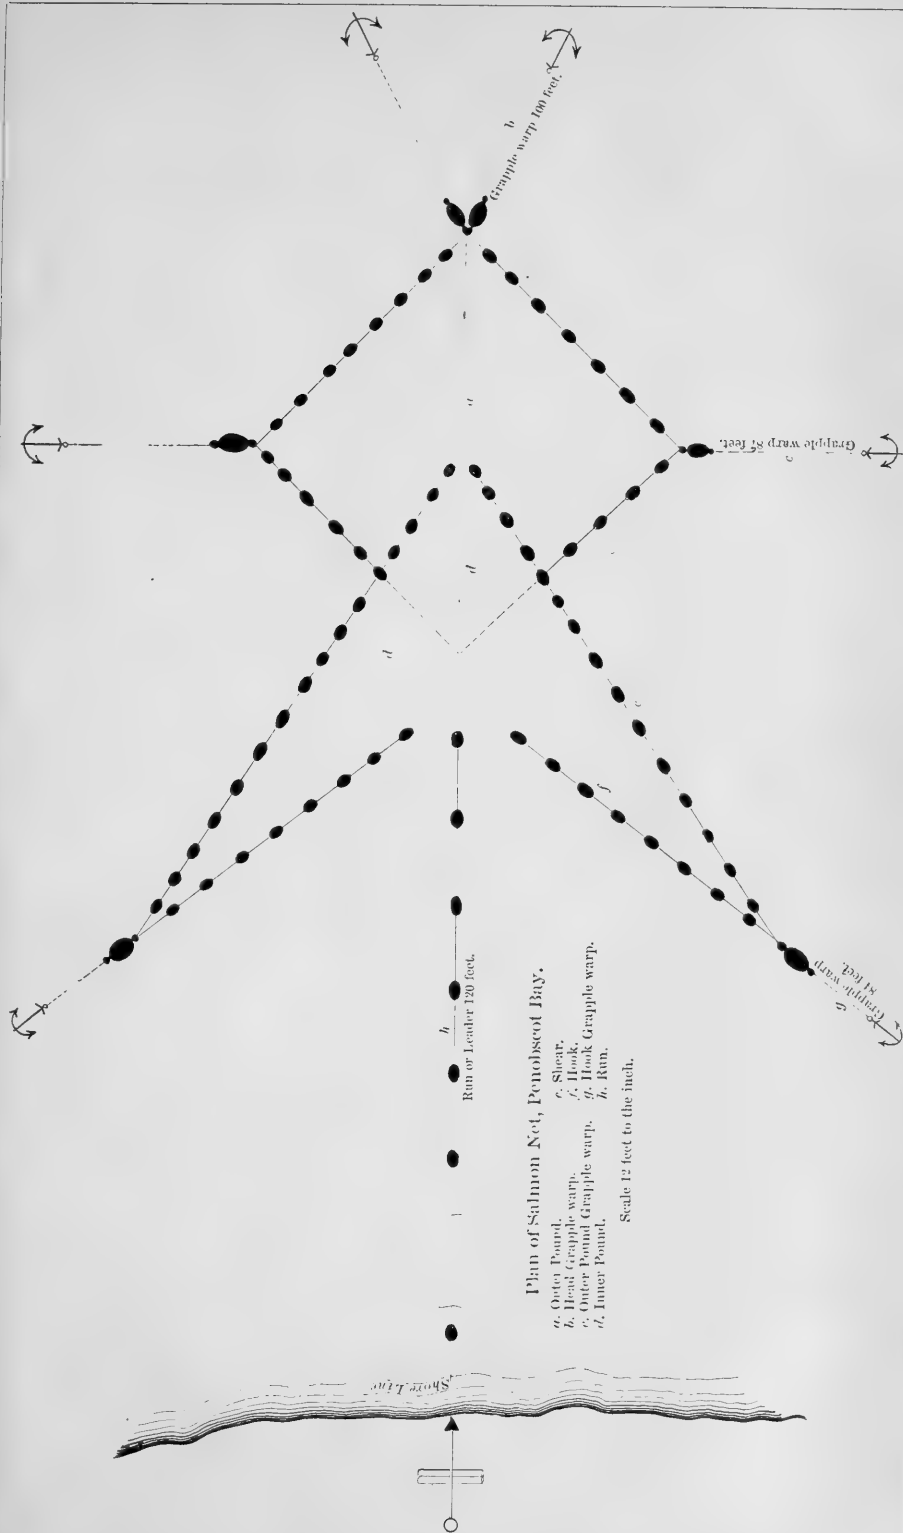 b
Grapple warp 100 feet.
a
Grapple warp 87 feet.
c
d
d
e
f
h
Run or Leader 120 feet.
Grapple warp
84 feet.
g
Plan of Salmon Net, Penobscot Bay.
a. Outer Pound.
b. Head Grapple warp.
c. Outer Pound Grapple warp.
d. Inner Pound.
e. Shear.
f. Hook.
g. Hook Grapple warp.
h. Run.
Scale 12 feet to the inch.
Shore Line